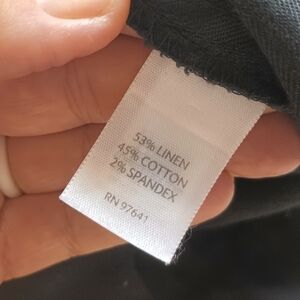 53% LINEN
45% COTTON
2% SPANDEX
RN 97641